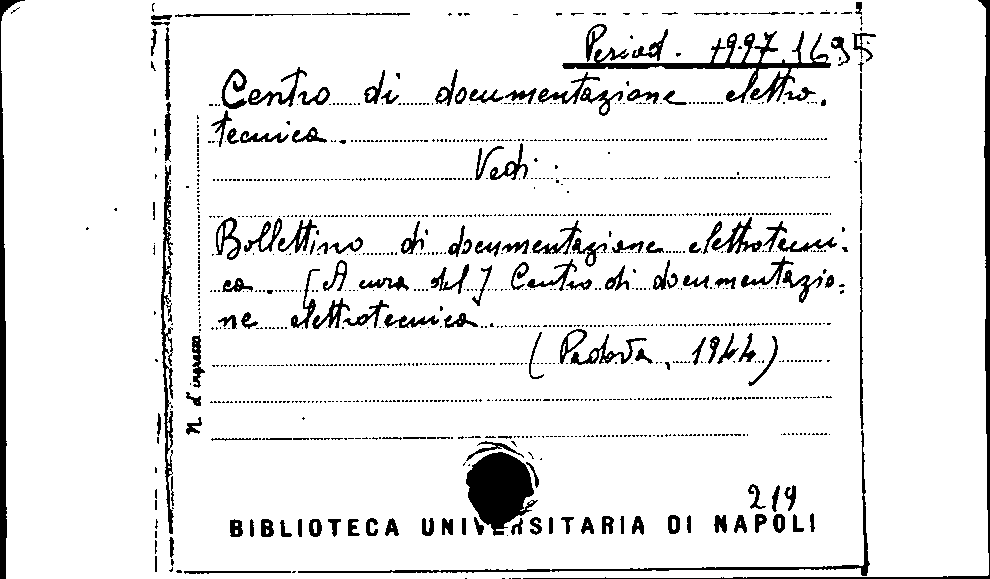 Period. 1695
Centro di documentazione elettro.
tecnica.
Vedi:
Bollettino di documentazione elettrotecni-
ca. [A cura del] Centro di documentazio=
ne elettrotecnica.
(Padova, 1944)
N. d'ingresso
219
BIBLIOTECA UNIVERSITARIA DI NAPOLI